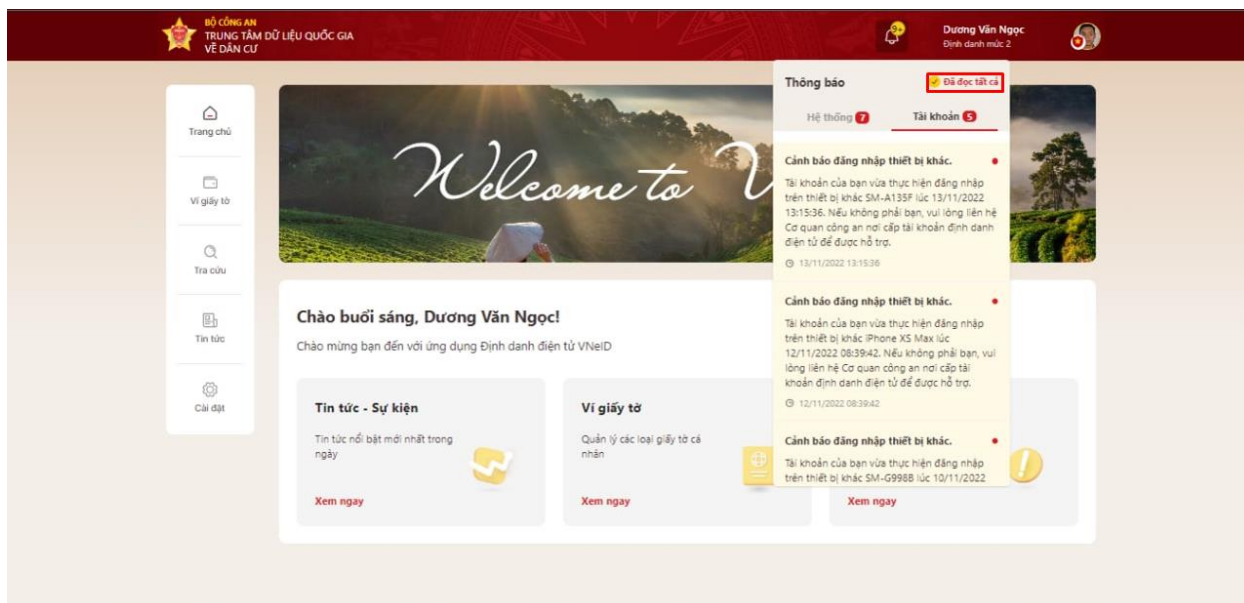 BỘ CÔNG AN
TRUNG TÂM DỮ LIỆU QUỐC GIA
VỀ DÂN CƯ
9+
Dương Văn Ngọc
Định danh mức 2
Trang chủ
Ví giấy tờ
Tra cứu
Tin tức
Cài đặt
Welcome to V
Thông báo
Đã đọc tất cả
Hệ thống 7
Tài khoản 5
Cảnh báo đăng nhập thiết bị khác.
Tài khoản của bạn vừa thực hiện đăng nhập
trên thiết bị khác SM-A135F lúc 13/11/2022
13:15:36. Nếu không phải bạn, vui lòng liên hệ
Cơ quan công an nơi cấp tài khoản định danh
điện tử để được hỗ trợ.
13/11/2022 13:15:36
Cảnh báo đăng nhập thiết bị khác.
Tài khoản của bạn vừa thực hiện đăng nhập
trên thiết bị khác iPhone XS Max lúc
12/11/2022 08:39:42. Nếu không phải bạn, vui
lòng liên hệ Cơ quan công an nơi cấp tài
khoản định danh điện tử để được hỗ trợ.
12/11/2022 08:39:42
Cảnh báo đăng nhập thiết bị khác.
Tài khoản của bạn vừa thực hiện đăng nhập
trên thiết bị khác SM-G998B lúc 10/11/2022
Chào buổi sáng, Dương Văn Ngọc!
Chào mừng bạn đến với ứng dụng Định danh điện tử VNeID
Tin tức - Sự kiện
Tin tức nổi bật mới nhất trong
ngày
Xem ngay
Ví giấy tờ
Quản lý các loại giấy tờ cá
nhân
Xem ngay
Xem ngay